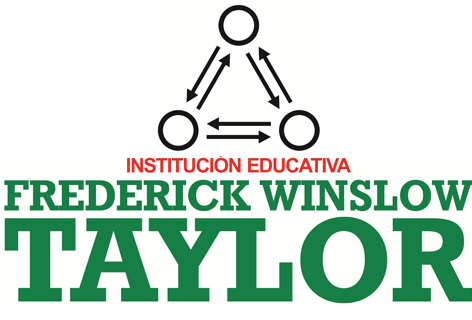 INSTITUCIÓN EDUCATIVA
FREDERICK WINSLOW
TAYLOR